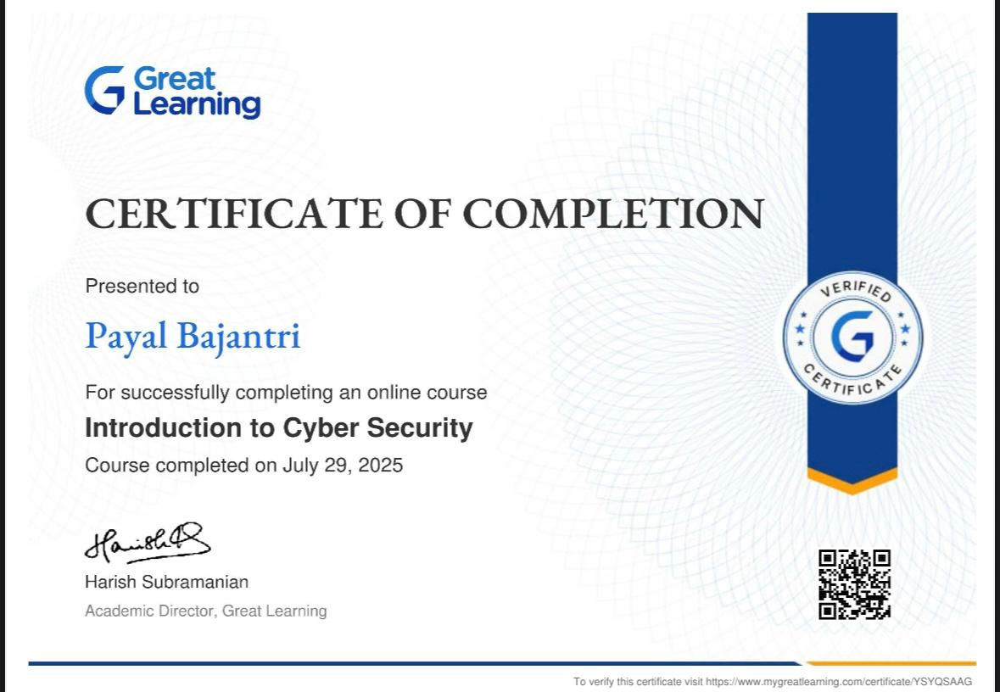 Great
Learning
CERTIFICATE OF COMPLETION
Presented to
Payal Bajantri
For successfully completing an online course
Introduction to Cyber Security
Course completed on July 29, 2025
VERIFIED
CERTIFICATE
Harish Subramanian
Academic Director, Great Learning
To verify this certificate visit https://www.mygreatlearning.com/certificate/YSYQSAAG